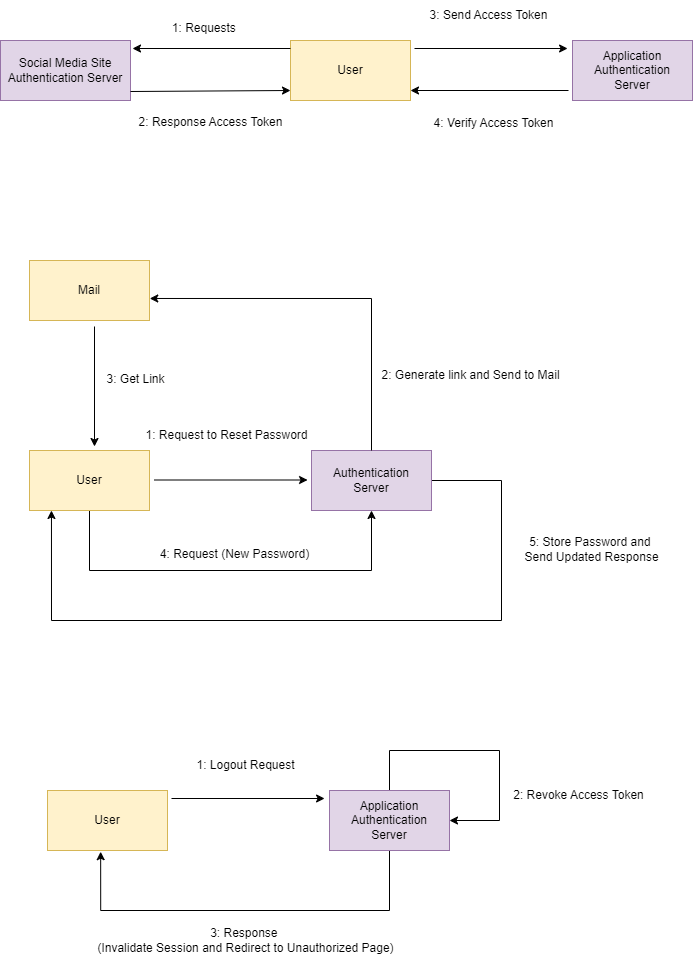 1: Requests
3: Send Access Token
Social Media Site
Authentication Server
User
Application
Authentication
Server
2: Response Access Token
4: Verify Access Token
Mail
3: Get Link
2: Generate link and Send to Mail
1: Request to Reset Password
User
Authentication
Server
4: Request (New Password)
5: Store Password and
Send Updated Response
1: Logout Request
User
Application
Authentication
Server
2: Revoke Access Token
3: Response
(Invalidate Session and Redirect to Unauthorized Page)